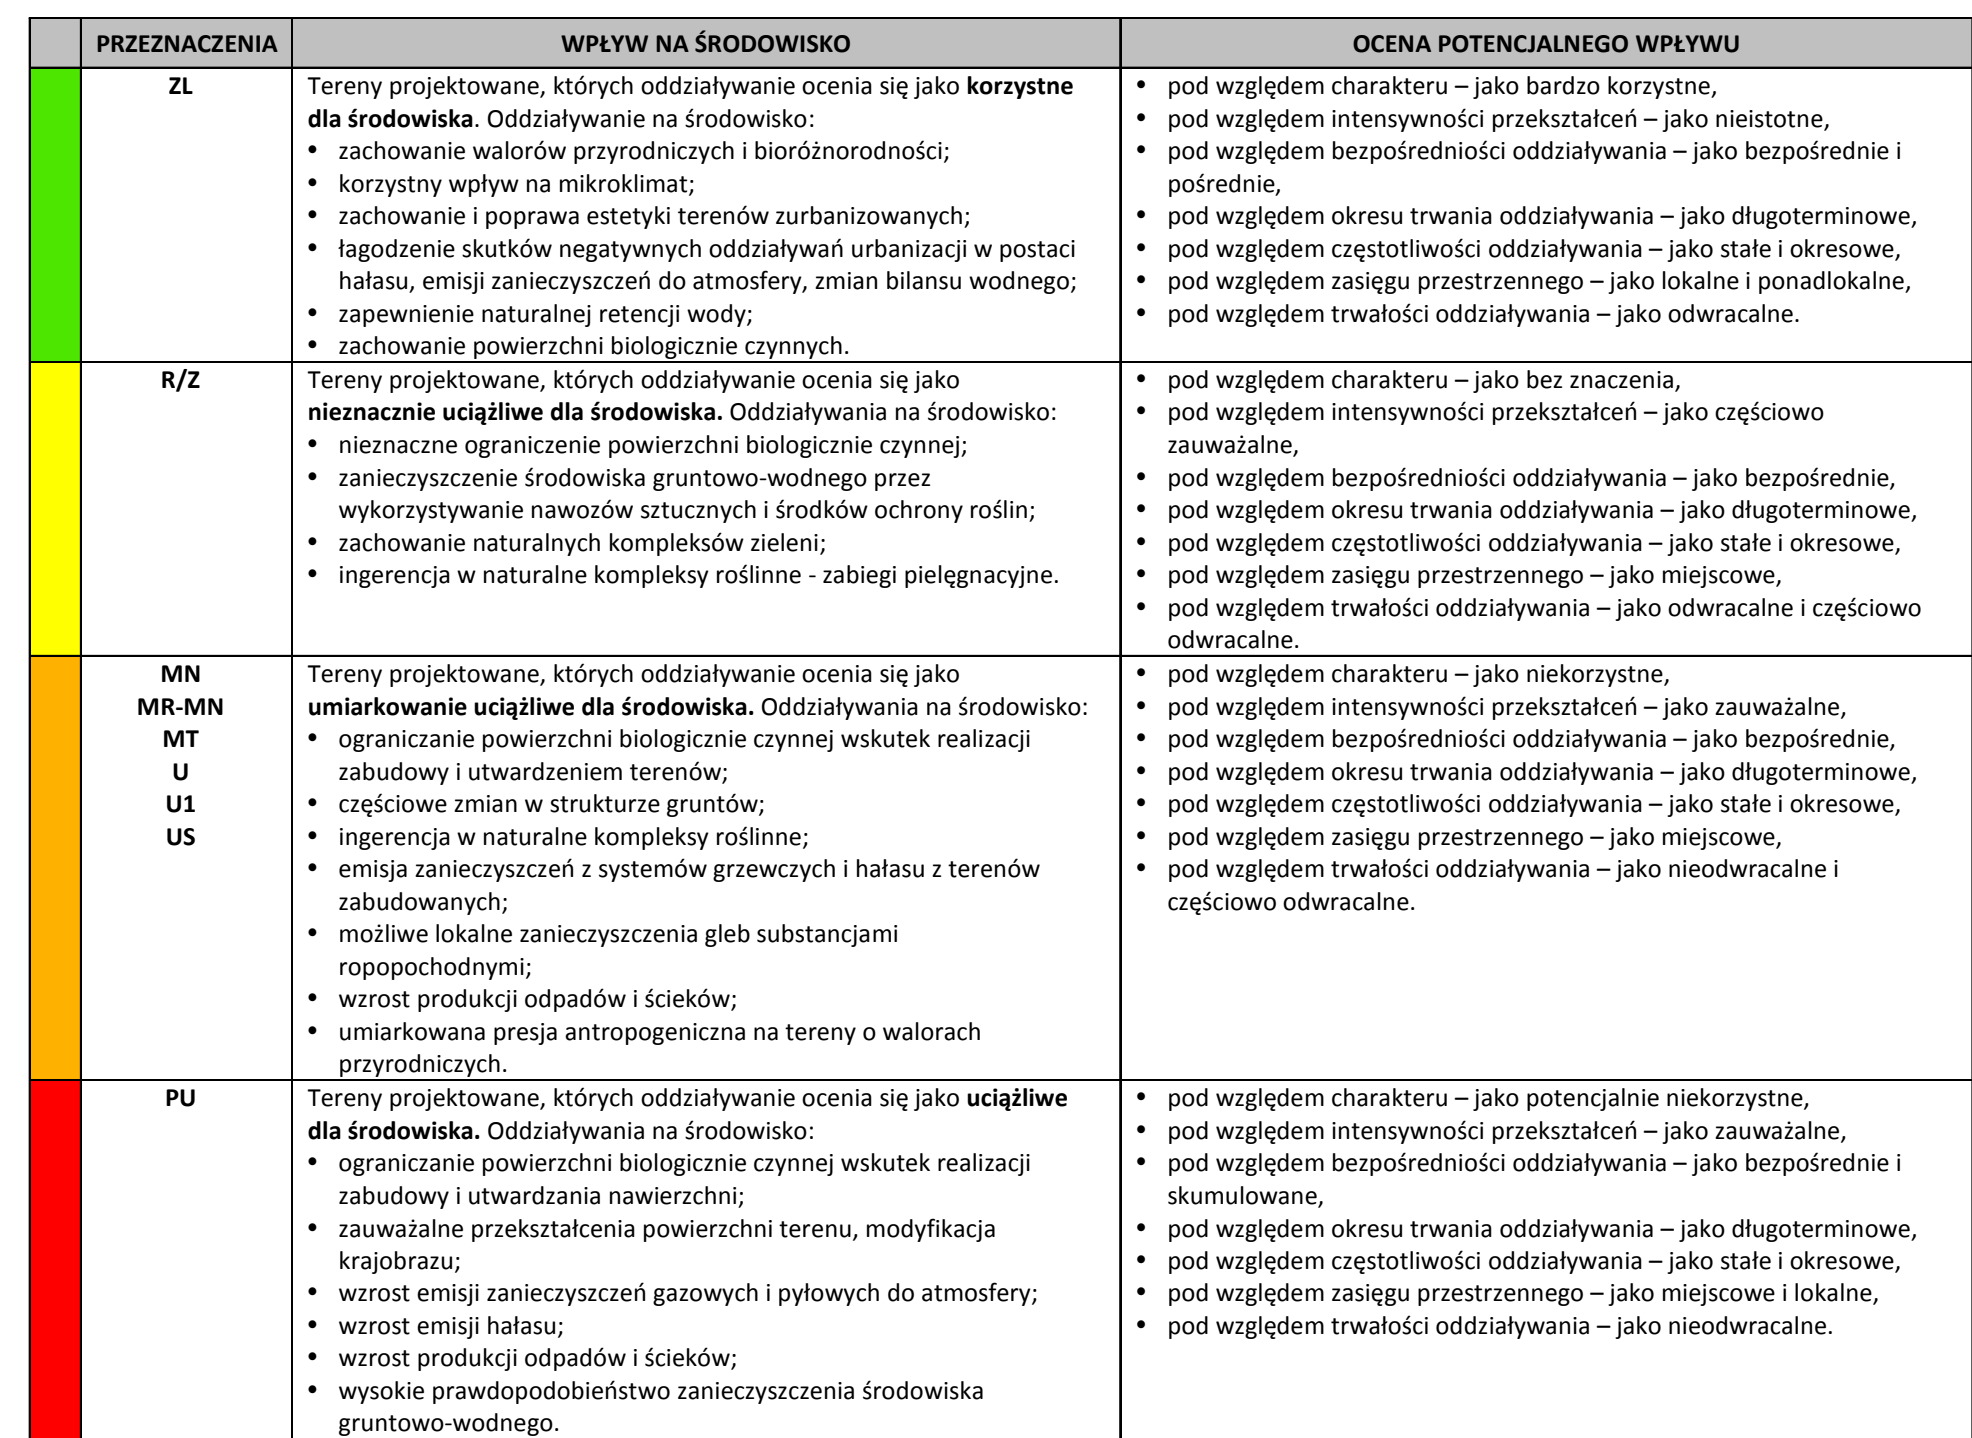 PRZEZNACZENIA WPŁYW NA ŚRODOWISKO OCENA POTENCJALNEGO WPŁYWU
ZL
Tereny projektowane, których oddziaływanie ocenia się jako korzystne
dla środowiska. Oddziaływanie na środowisko:
• zachowanie walorów przyrodniczych i bioróżnorodności;
• korzystny wpływ na mikroklimat;
• zachowanie i poprawa estetyki terenów zurbanizowanych;
• łagodzenie skutków negatywnych oddziaływań urbanizacji w postaci
hałasu, emisji zanieczyszczeń do atmosfery, zmian bilansu wodnego;
• zapewnienie naturalnej retencji wody;
• zachowanie powierzchni biologicznie czynnych.
• pod względem charakteru – jako bardzo korzystne,
• pod względem intensywności przekształceń – jako nieistotne,
• pod względem bezpośredniości oddziaływania – jako bezpośrednie i
pośrednie,
• pod względem okresu trwania oddziaływania – jako długoterminowe,
• pod względem częstotliwości oddziaływania – jako stałe i okresowe,
• pod względem zasięgu przestrzennego – jako lokalne i ponadlokalne,
• pod względem trwałości oddziaływania – jako odwracalne.
R/Z
Tereny projektowane, których oddziaływanie ocenia się jako
nieznacznie uciążliwe dla środowiska. Oddziaływania na środowisko:
• nieznaczne ograniczenie powierzchni biologicznie czynnej;
• zanieczyszczenie środowiska gruntowo-wodnego przez
wykorzystywanie nawozów sztucznych i środków ochrony roślin;
• zachowanie naturalnych kompleksów zieleni;
• ingerencja w naturalne kompleksy roślinne - zabiegi pielęgnacyjne.
• pod względem charakteru – jako bez znaczenia,
• pod względem intensywności przekształceń – jako częściowo
zauważalne,
• pod względem bezpośredniości oddziaływania – jako bezpośrednie,
• pod względem okresu trwania oddziaływania – jako długoterminowe,
• pod względem częstotliwości oddziaływania – jako stałe i okresowe,
• pod względem zasięgu przestrzennego – jako miejscowe,
• pod względem trwałości oddziaływania – jako odwracalne i częściowo
odwracalne.
MN
MR-MN
MT
U
U1
US
Tereny projektowane, których oddziaływanie ocenia się jako
umiarkowanie uciążliwe dla środowiska. Oddziaływania na środowisko:
• ograniczanie powierzchni biologicznie czynnej wskutek realizacji
zabudowy i utwardzeniem terenów;
• częściowe zmian w strukturze gruntów;
• ingerencja w naturalne kompleksy roślinne;
• emisja zanieczyszczeń z systemów grzewczych i hałasu z terenów
zabudowanych;
• możliwe lokalne zanieczyszczenia gleb substancjami
ropopochodnymi;
• wzrost produkcji odpadów i ścieków;
• umiarkowana presja antropogeniczna na tereny o walorach
przyrodniczych.
• pod względem charakteru – jako niekorzystne,
• pod względem intensywności przekształceń – jako zauważalne,
• pod względem bezpośredniości oddziaływania – jako bezpośrednie,
• pod względem okresu trwania oddziaływania – jako długoterminowe,
• pod względem częstotliwości oddziaływania – jako stałe i okresowe,
• pod względem zasięgu przestrzennego – jako miejscowe,
• pod względem trwałości oddziaływania – jako nieodwracalne i
częściowo odwracalne.
PU
Tereny projektowane, których oddziaływanie ocenia się jako uciążliwe
dla środowiska. Oddziaływania na środowisko:
• ograniczanie powierzchni biologicznie czynnej wskutek realizacji
zabudowy i utwardzania nawierzchni;
• zauważalne przekształcenia powierzchni terenu, modyfikacja
krajobrazu;
• wzrost emisji zanieczyszczeń gazowych i pyłowych do atmosfery;
• wzrost emisji hałasu;
• wzrost produkcji odpadów i ścieków;
• wysokie prawdopodobieństwo zanieczyszczenia środowiska
gruntowo-wodnego.
• pod względem charakteru – jako potencjalnie niekorzystne,
• pod względem intensywności przekształceń – jako zauważalne,
• pod względem bezpośredniości oddziaływania – jako bezpośrednie i
skumulowane,
• pod względem okresu trwania oddziaływania – jako długoterminowe,
• pod względem częstotliwości oddziaływania – jako stałe i okresowe,
• pod względem zasięgu przestrzennego – jako miejscowe i lokalne,
• pod względem trwałości oddziaływania – jako nieodwracalne.